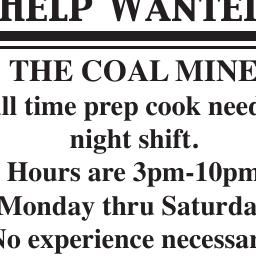 HELP WANTE
THE COAL MINE
ll time prep cook need
night shift.
Hours are 3pm-10pm
Monday thru Saturda
No experience necessar